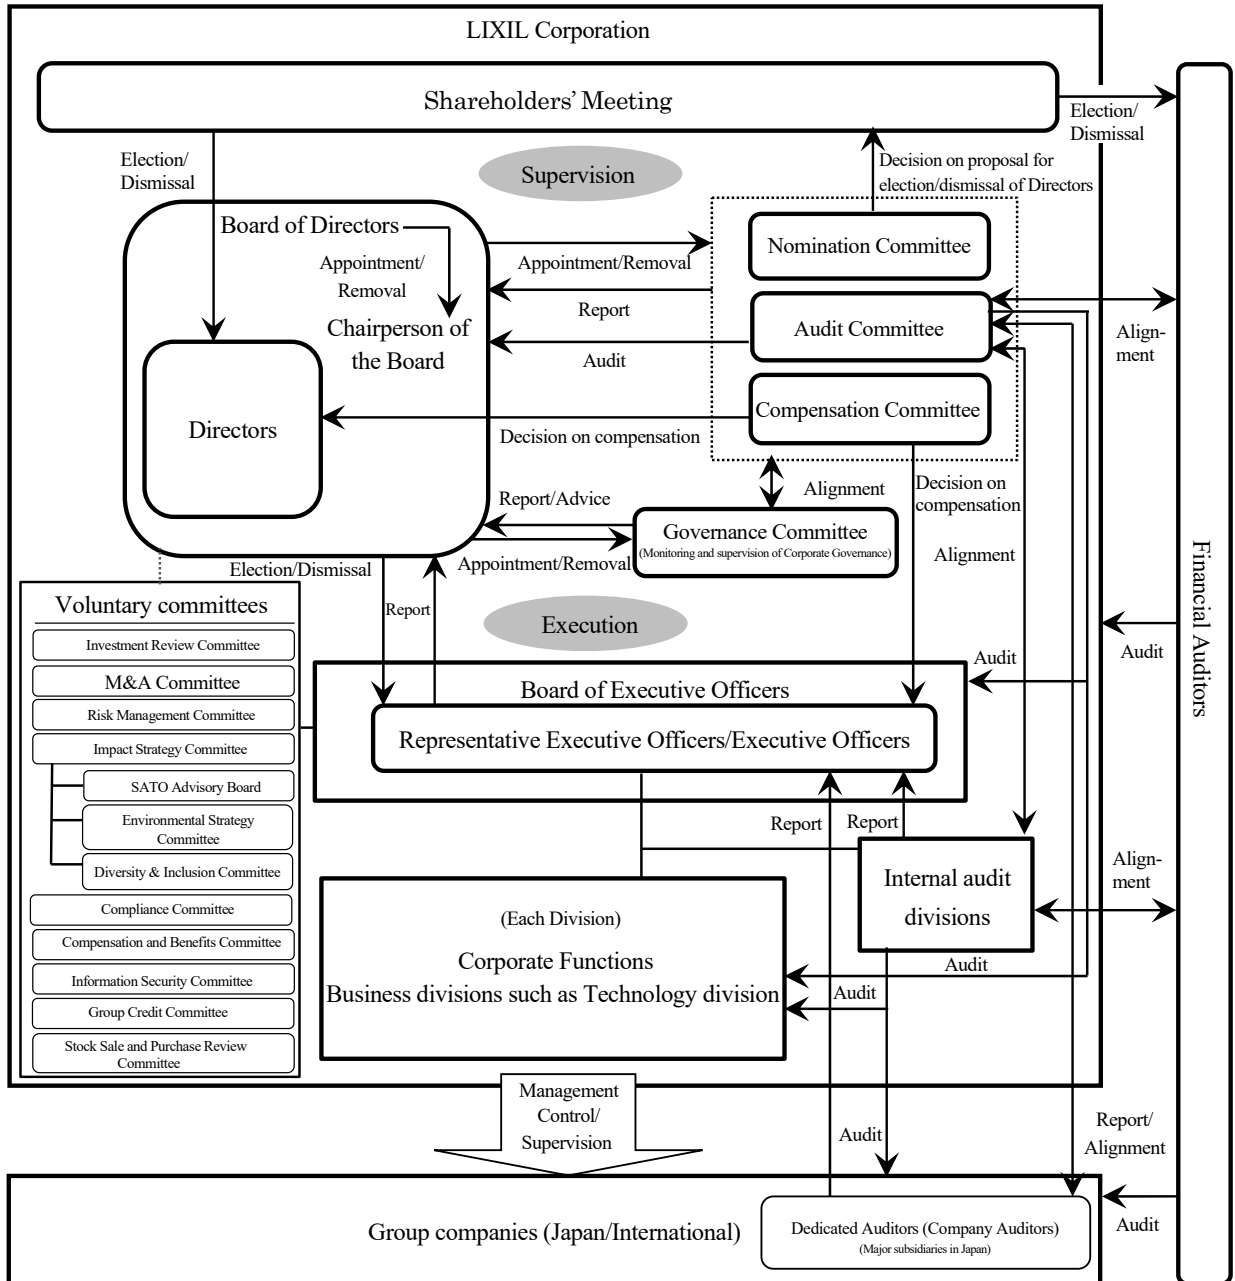 LIXIL Corporation
Shareholders' Meeting
Election/
Dismissal
Election/
Dismissal
Supervision
Decision on proposal for
election/dismissal of Directors
Board of Directors
Appointment/
Removal
Chairperson of
the Board
Directors
Appointment/Removal
Report
Audit
Decision on compensation
Nomination Committee
Audit Committee
Compensation Committee
Align-
ment
Report/Advice
Appointment/Removal
Alignment
Governance Committee
(Monitoring and supervision of Corporate Governance)
Decision on
compensation
Alignment
Financial Auditors
Election/Dismissal
Report
Execution
Audit
Audit
Voluntary committees
Investment Review Committee
M&A Committee
Risk Management Committee
Impact Strategy Committee
SATO Advisory Board
Environmental Strategy
Committee
Diversity & Inclusion Committee
Compliance Committee
Compensation and Benefits Committee
Information Security Committee
Group Credit Committee
Stock Sale and Purchase Review
Committee
Board of Executive Officers
Representative Executive Officers/Executive Officers
Report
Report
Internal audit
divisions
Align-
ment
(Each Division)
Corporate Functions
Business divisions such as Technology division
Audit
Audit
Management
Control/
Supervision
Audit
Report/
Alignment
Group companies (Japan/International)
Dedicated Auditors (Company Auditors)
(Major subsidiaries in Japan)
Audit